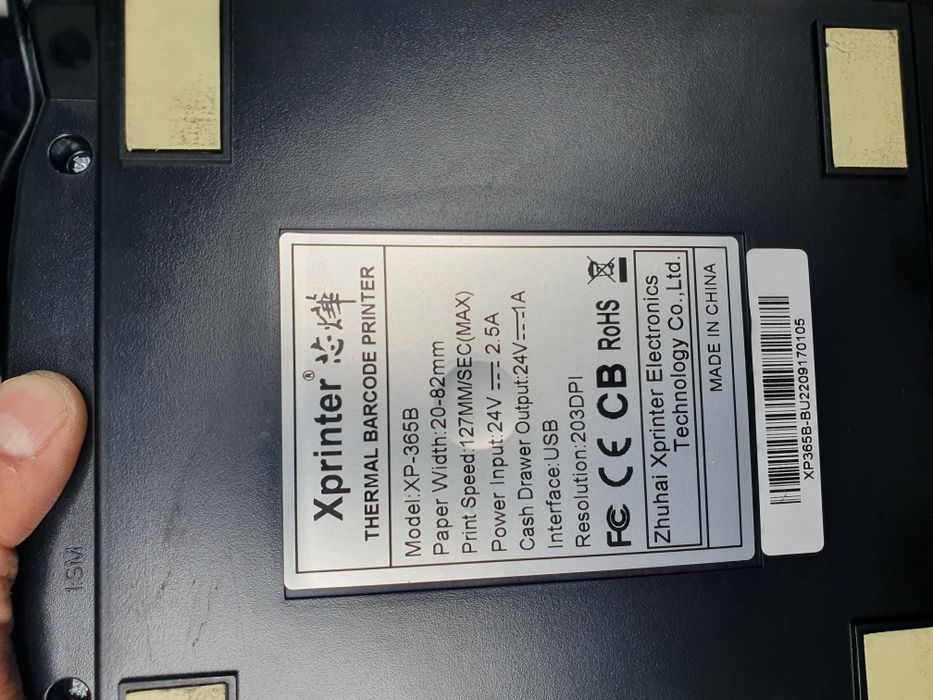 Xprinter® 芯烨
THERMAL BARCODE PRINTER
Model:XP-365B
Paper Width:20-82mm
Print Speed:127MM/SEC(MAX)
Power Input:24V⎓2.5A
Cash Drawer Output:24V⎓1A
Interface:USB
Resolution:203DPI
FC CE CB RoHS
Zhuhai Xprinter Electronics
Technology Co.,Ltd.
MADE IN CHINA
XP365B-BU2209170105